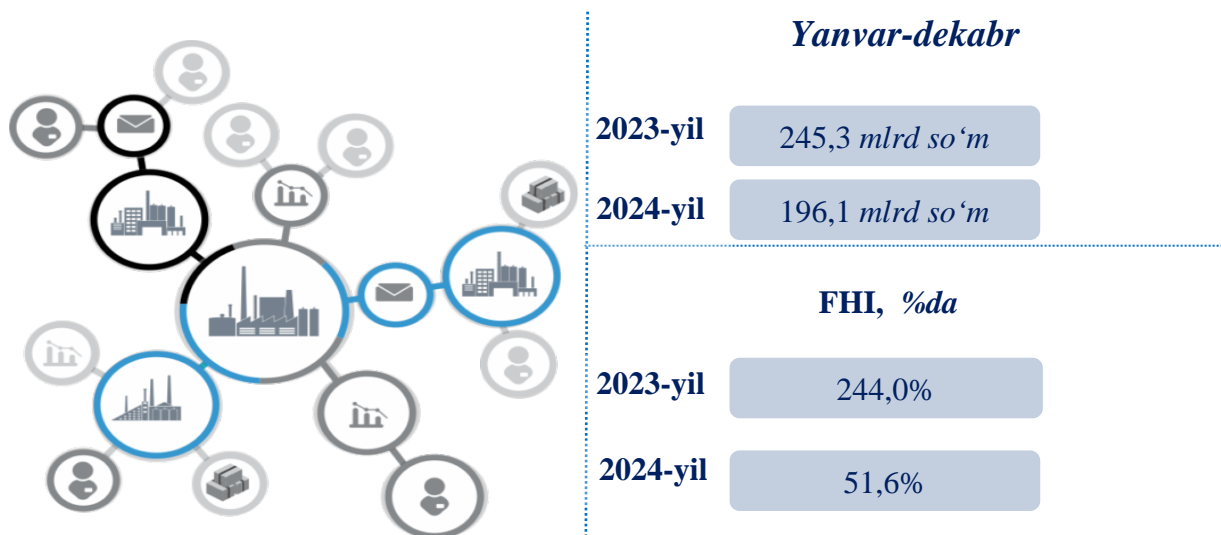 Yanvar-dekabr
2023-yil 245,3 mlrd so‘m
2024-yil 196,1 mlrd so‘m
FHI, %da
2023-yil 244,0%
2024-yil 51,6%